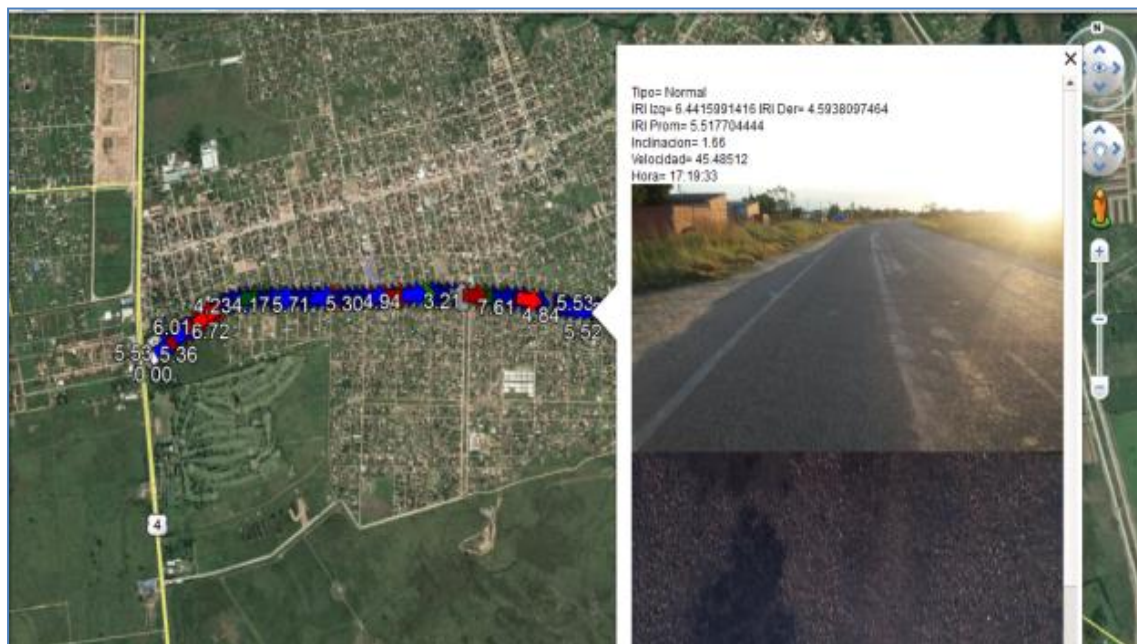 N
Tipo= Normal
IRI Izq= 6.4415991416 IRI Der= 4.5938097464
IRI Prom= 5.517704444
Inclinacion= 1.66
Velocidad= 45.48512
Hora= 17:19:33
4.23 4.17 5.71 5.30 4.94 3.21 7.61 4.84 5.53
5.52
6.01 6.72
5.53 5.36
0.00
4